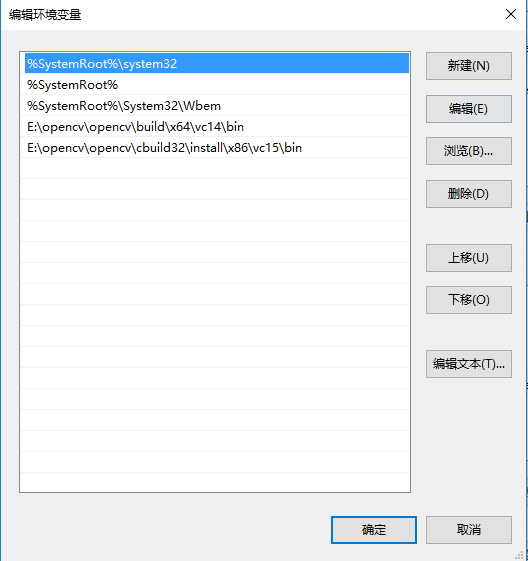 编辑环境变量
%SystemRoot%\system32
%SystemRoot%
%SystemRoot%\System32\Wbem
E:\opencv\opencv\build\x64\vc14\bin
E:\opencv\opencv\cbuild32\install\x86\vc15\bin
新建(N)
编辑(E)
浏览(B)...
删除(D)
上移(U)
下移(O)
编辑文本(T)...
确定
取消